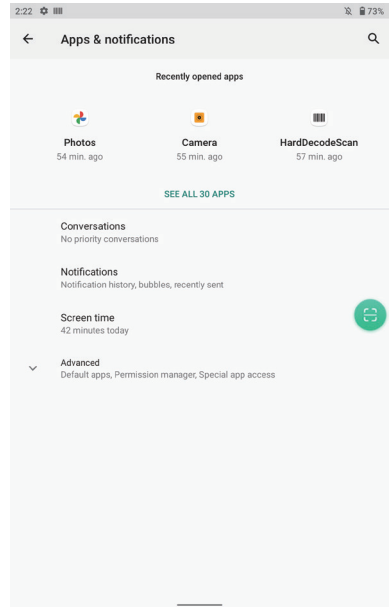 2:22
73%
Apps & notifications
Recently opened apps
Photos
54 min. ago
Camera
55 min. ago
HardDecodeScan
57 min. ago
SEE ALL 30 APPS
Conversations
No priority conversations
Notifications
Notification history, bubbles, recently sent
Screen time
42 minutes today
Advanced
Default apps, Permission manager, Special app access